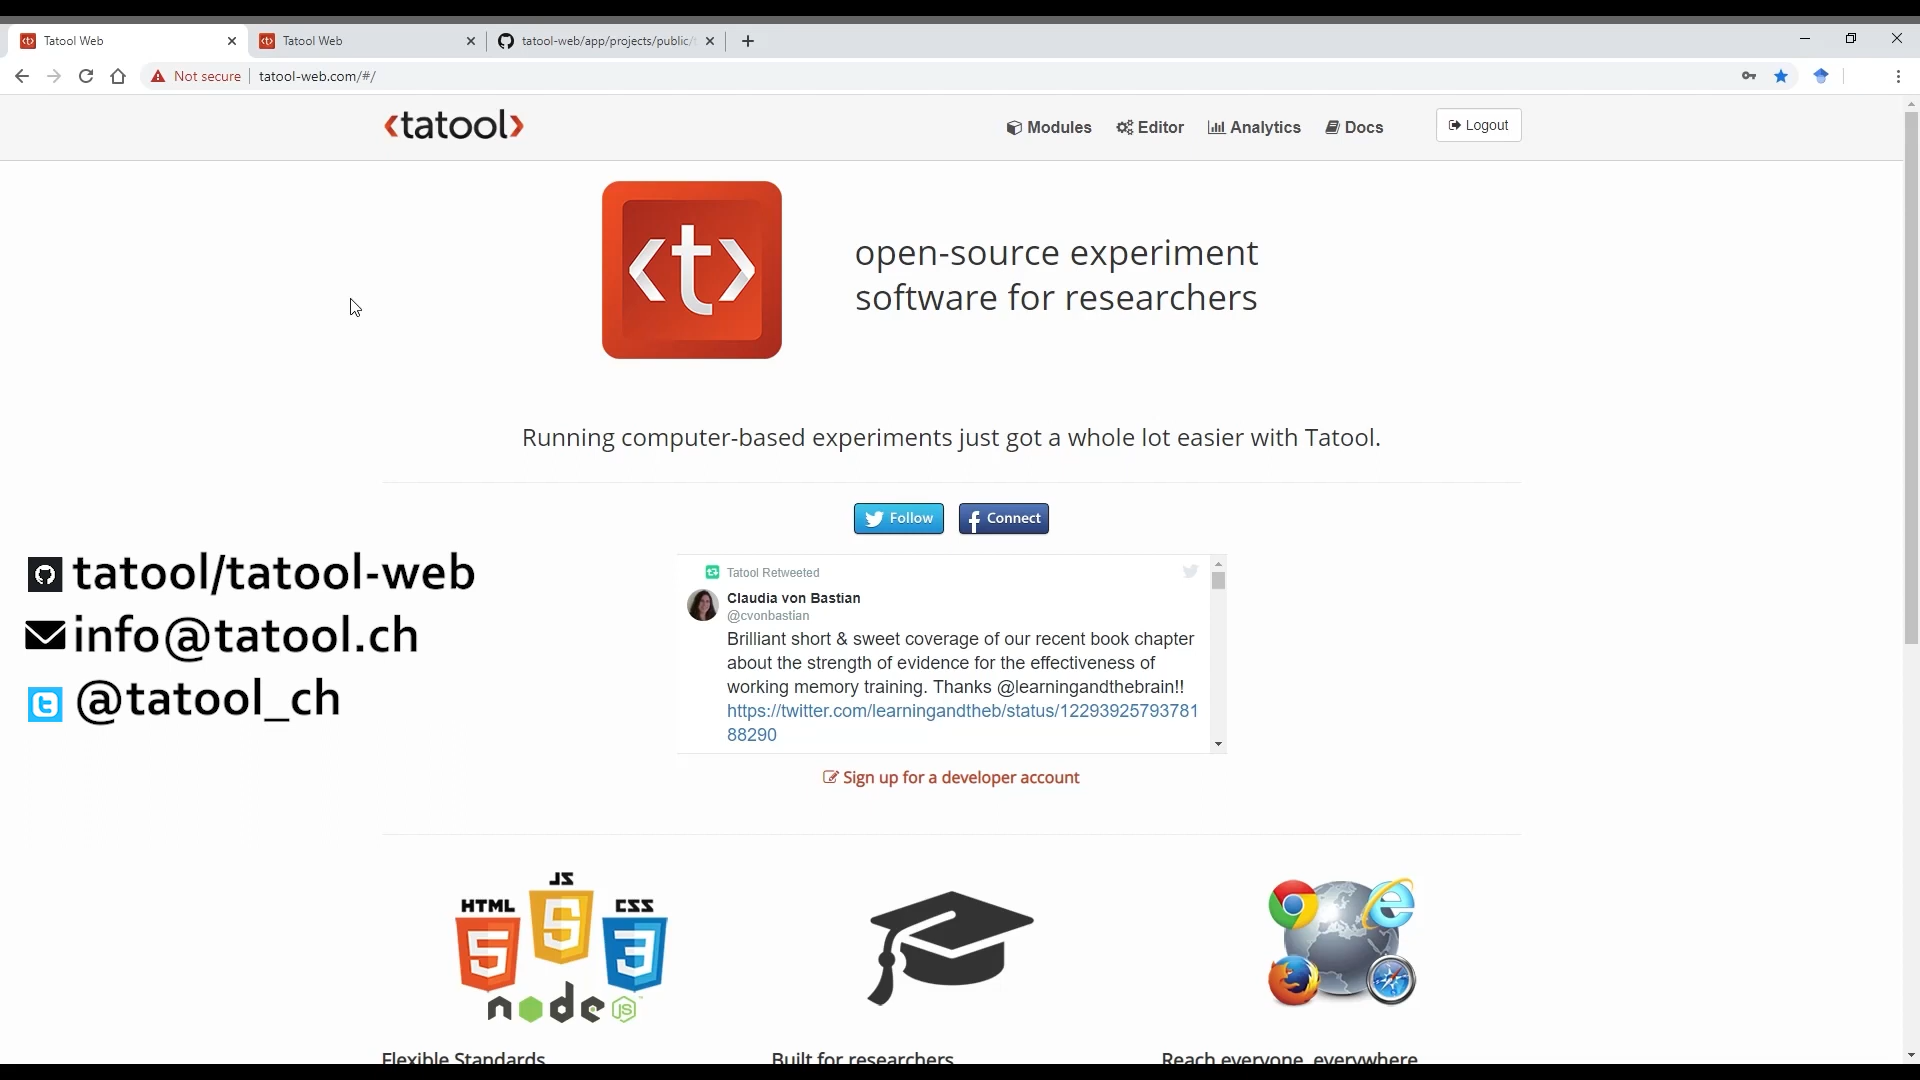 Tatool Web
Tatool Web
tatool-web/app/projects/public/
Not secure
tatool-web.com/#/
<tatool>
Modules
Editor
Analytics
Docs
Logout
<t>
open-source experiment
software for researchers
Running computer-based experiments just got a whole lot easier with Tatool.
Follow
Connect
tatool/tatool-web
info@tatool.ch
@tatool_ch
Tatool Retweeted
Claudia von Bastian
@cvonbastian
Brilliant short & sweet coverage of our recent book chapter
about the strength of evidence for the effectiveness of
working memory training. Thanks @learningandthebrain!!
https://twitter.com/learningandtheb/status/12293925793781
88290
Sign up for a developer account
HTML
5
JS
5
CSS
3
node
JS
Flexible Standards
Built for researchers
Reach everyone, everywhere